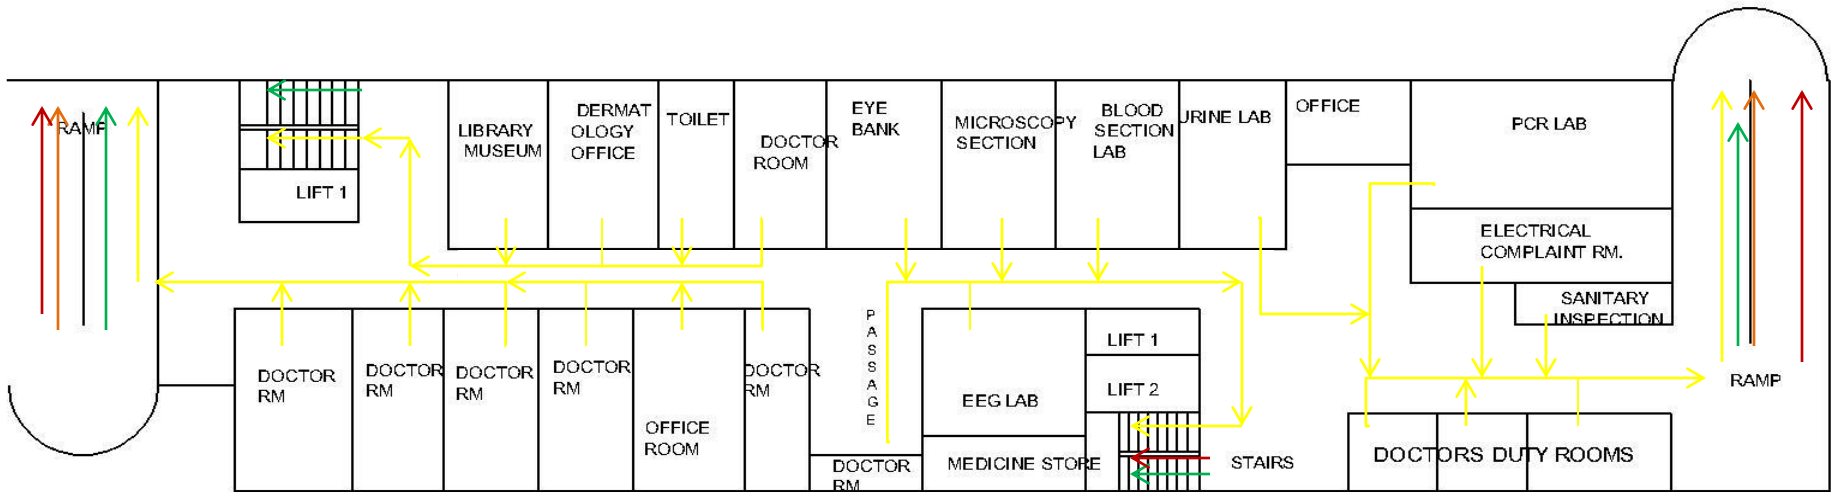 RAMP
LIFT 1
LIBRARY
MUSEUM
DERMAT
OLOGY
OFFICE
TOILET
DOCTOR
ROOM
EYE
BANK
MICROSCOPY
SECTION
BLOOD
SECTION
LAB
URINE LAB
OFFICE
PCR LAB
ELECTRICAL
COMPLAINT RM.
SANITARY
INSPECTION
RAMP
DOCTOR
RM
DOCTOR
RM
DOCTOR
RM
DOCTOR
RM
OFFICE
ROOM
DOCTOR
RM
PASSAGE
DOCTOR
RM
EEG LAB
MEDICINE STORE
LIFT 1
LIFT 2
STAIRS
DOCTORS DUTY ROOMS